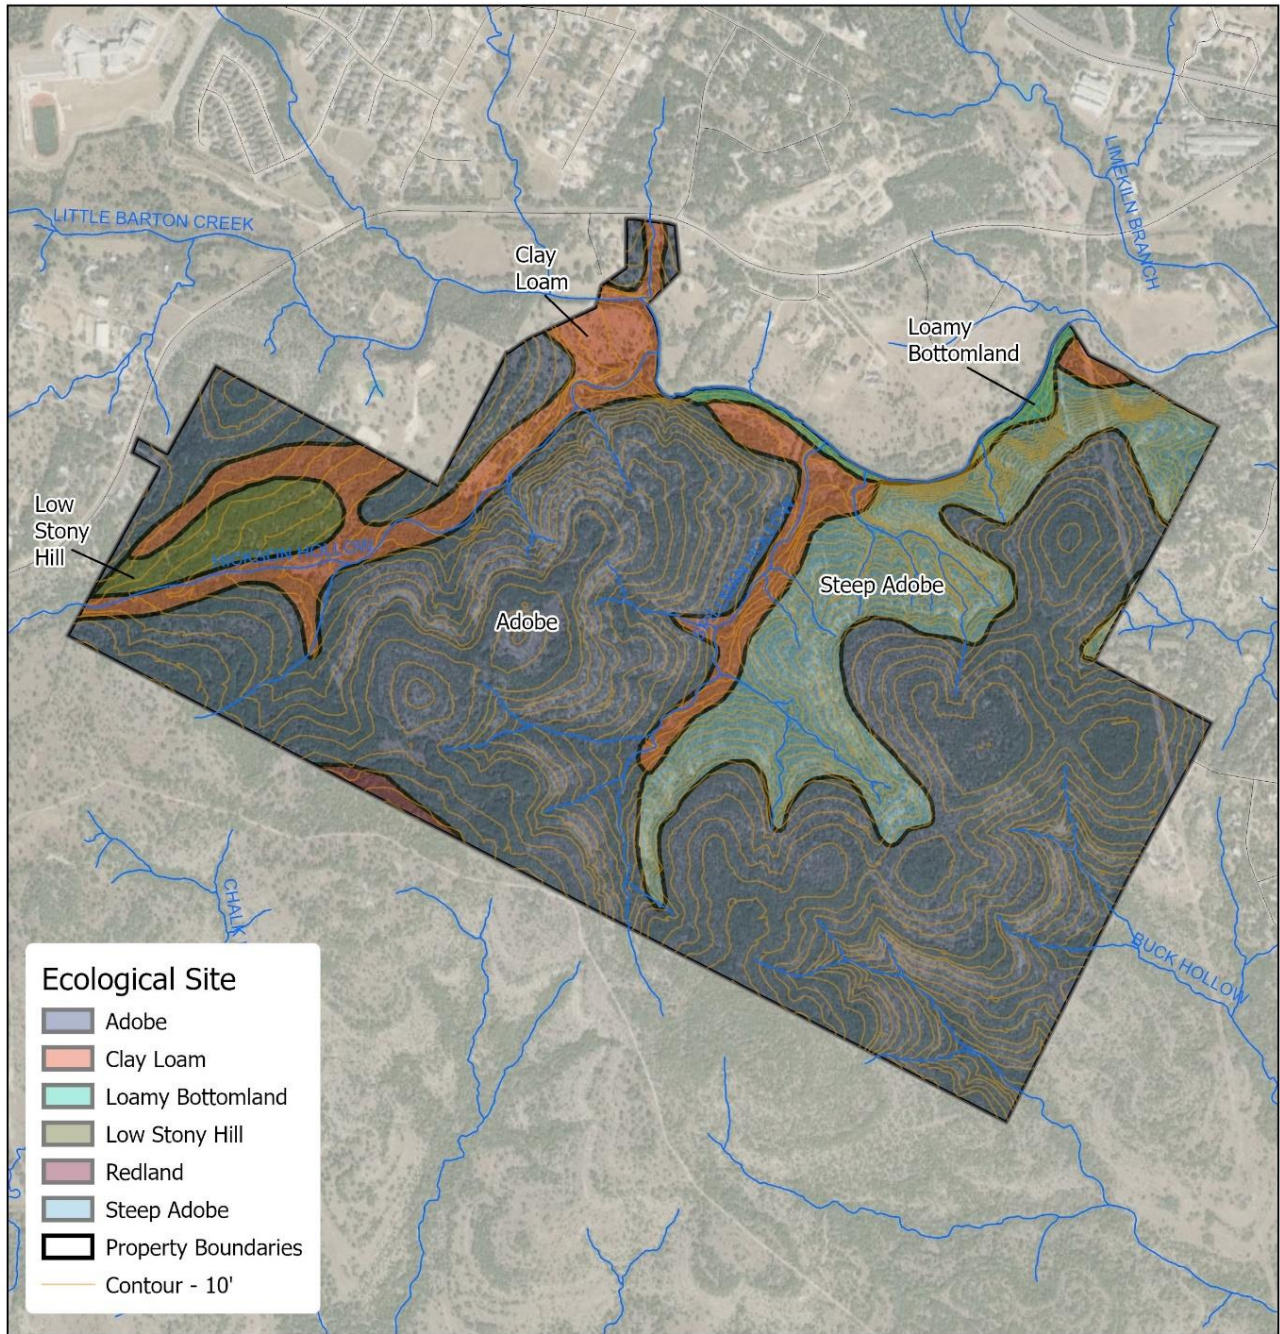 LITTLE BARTON CREEK
LIMEKILN BRANCH
Clay
Loam
Loamy
Bottomland
Low
Stony
Hill
HOLLOW
Steep Adobe
Adobe
CHALK
BUCK HOLLOW
Ecological Site
Adobe
Clay Loam
Loamy Bottomland
Low Stony Hill
Redland
Steep Adobe
Property Boundaries
Contour - 10'